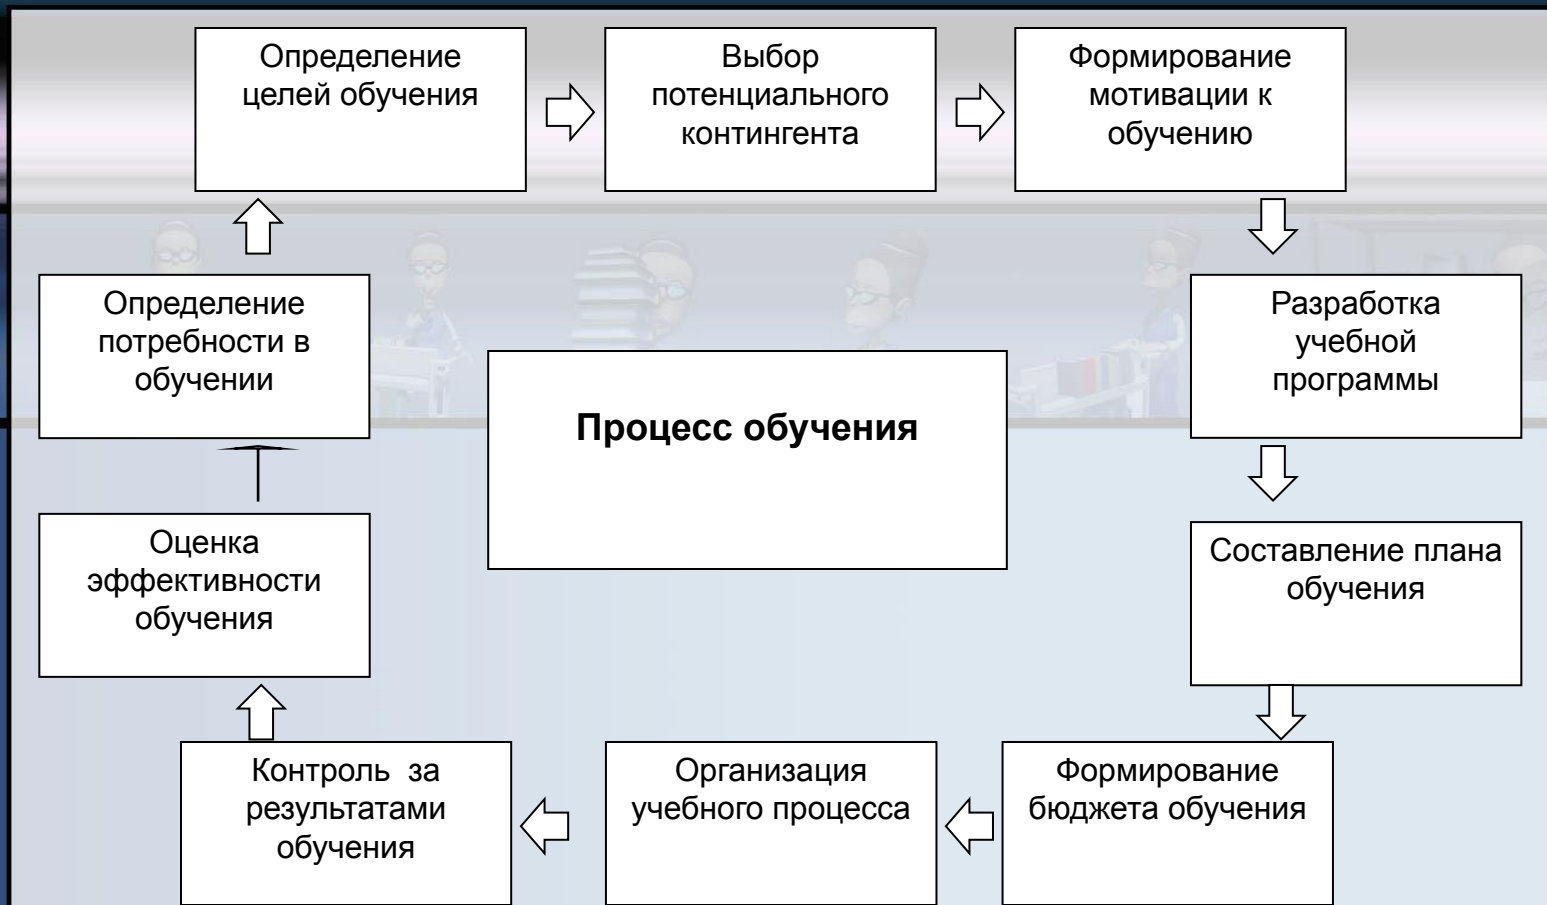 Определение
целей обучения
Выбор
потенциального
контингента
Формирование
мотивации к
обучению
Определение
потребности в
обучении
Разработка
учебной
программы
Процесс обучения
Оценка
эффективности
обучения
Составление плана
обучения
Контроль  за
результатами
обучения
Организация
учебного процесса
Формирование
бюджета обучения